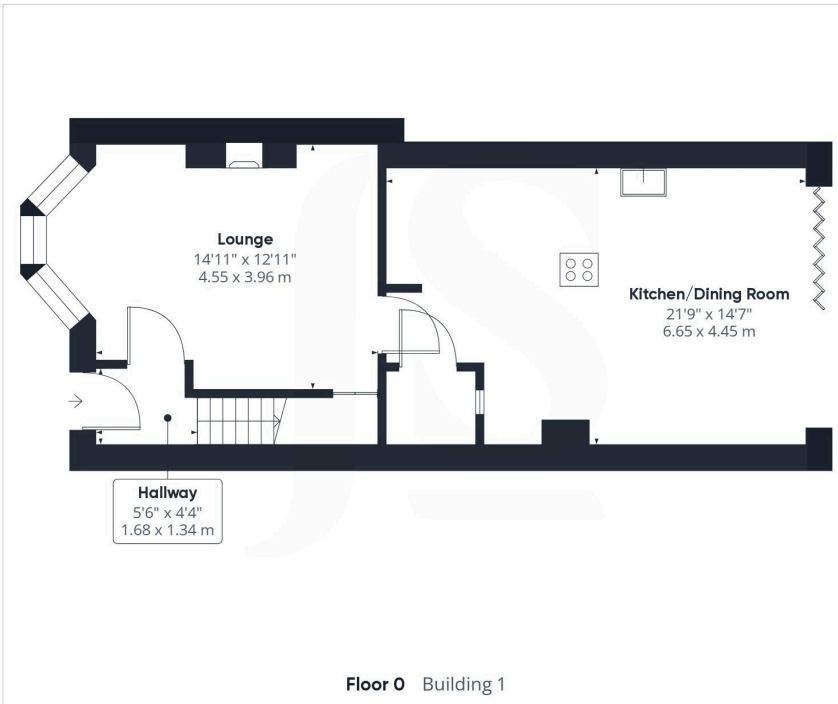 Lounge
14'11" x 12'11"
4.55 x 3.96 m
Kitchen/Dining Room
21'9" x 14'7"
6.65 x 4.45 m
Hallway
5'6" x 4'4"
1.68 x 1.34 m
Floor 0 Building 1